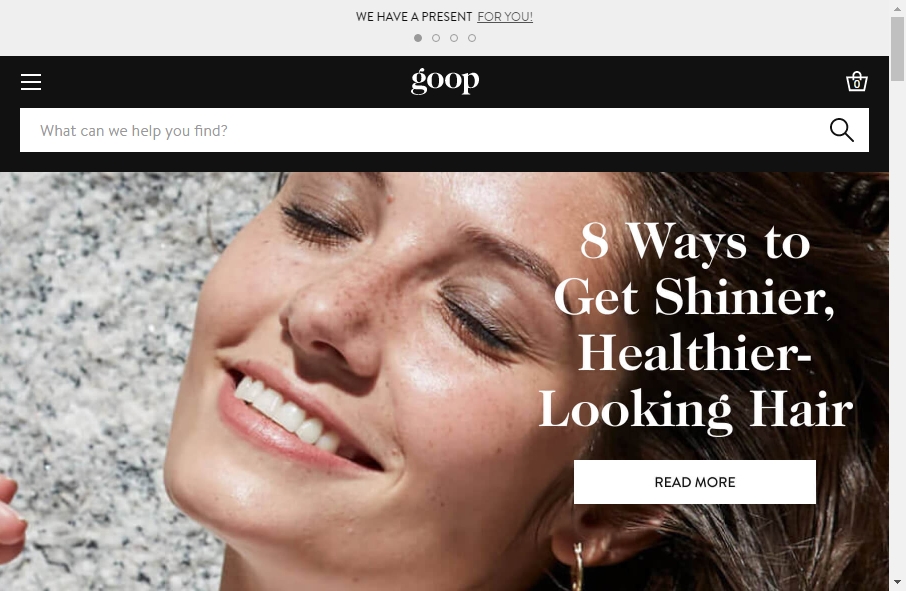 WE HAVE A PRESENT FOR YOU!
goop
0
What can we help you find?
8 Ways to
Get Shinier,
Healthier-
Looking Hair
READ MORE